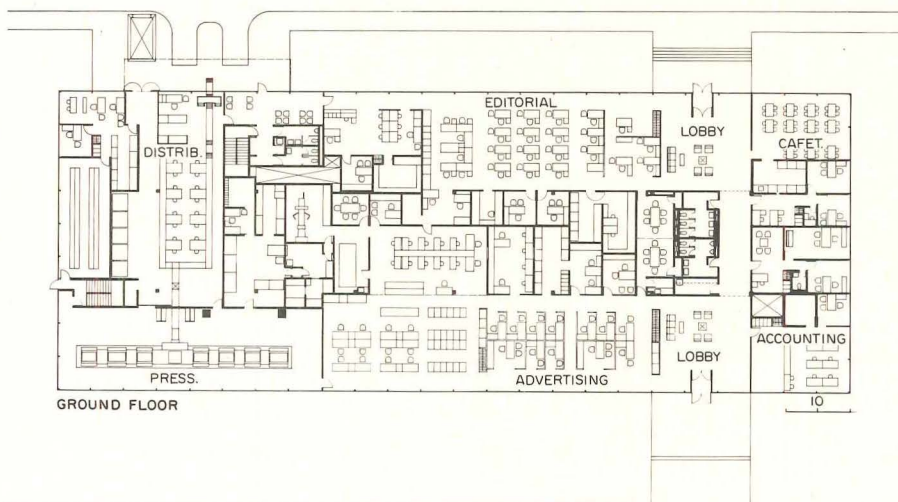 EDITORIAL
LOBBY
CAFET.
DISTRIB.
LOBBY
ACCOUNTING
PRESS.
ADVERTISING
GROUND FLOOR
10